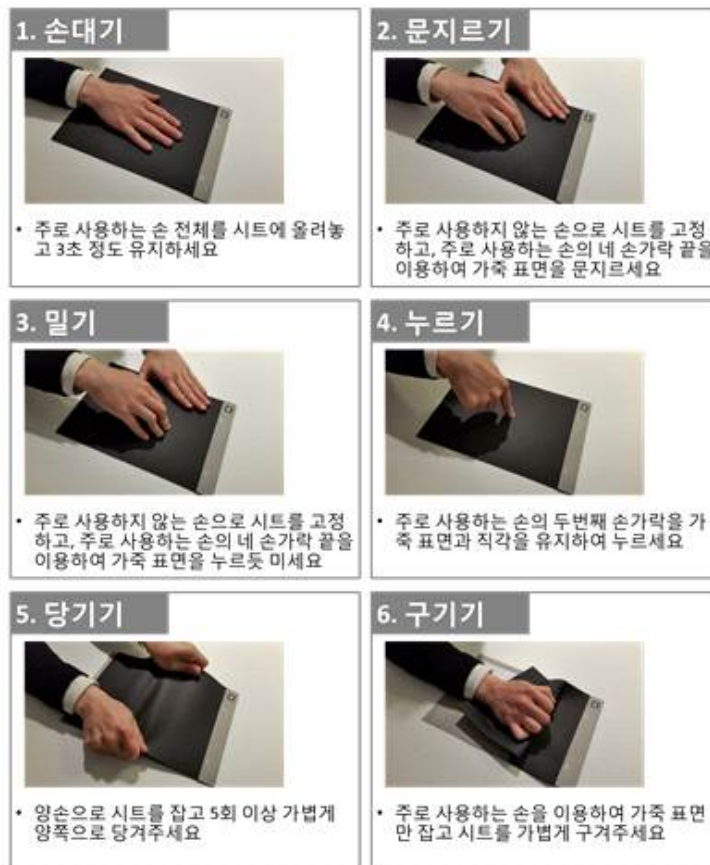 1. 손대기
• 주로 사용하는 손 전체를 시트에 올려놓
고 3초 정도 유지하세요
2. 문지르기
• 주로 사용하지 않는 손으로 시트를 고정
하고, 주로 사용하는 손의 네 손가락 끝을
이용하여 가죽 표면을 문지르세요
3. 밀기
• 주로 사용하지 않는 손으로 시트를 고정
하고, 주로 사용하는 손의 네 손가락 끝을
이용하여 가죽 표면을 누르듯 미세요
4. 누르기
• 주로 사용하는 손의 두번째 손가락을 가
죽 표면과 직각을 유지하여 누르세요
5. 당기기
• 양손으로 시트를 잡고 5회 이상 가볍게
양쪽으로 당겨주세요
6. 구기기
• 주로 사용하는 손을 이용하여 가죽 표면
만 잡고 시트를 가볍게 구겨주세요